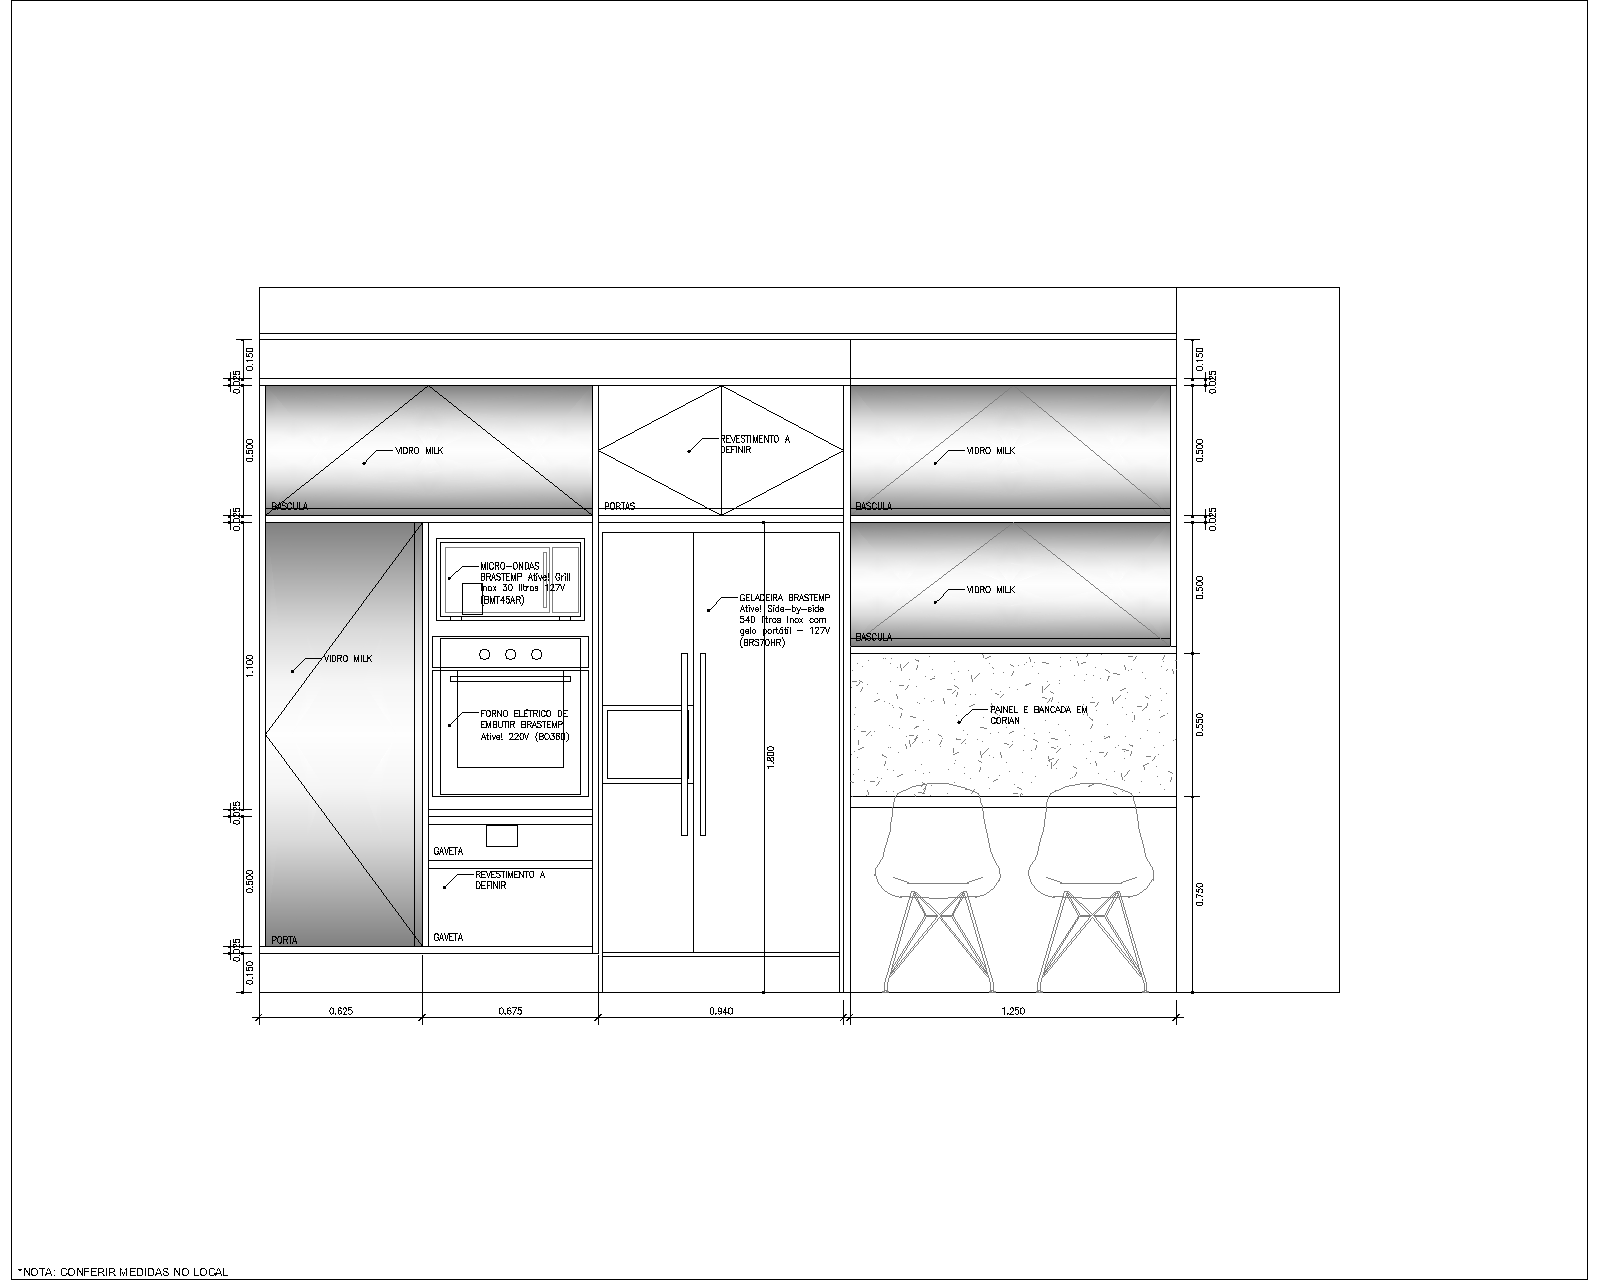 0.150
0.150
0.025
0.025
0.500
VIDRO MILK
REVESTIMENTO A
DEFINIR
VIDRO MILK
0.500
BASCULA
PORTAS
BASCULA
0.025
0.025
MICRO-ONDAS
BRASTEMP Ative! Grill
Inox 30 litros 127V
(BMT45AR)
GELADEIRA BRASTEMP
Ative! Side-by-side
540 litros Inox com
gelo portátil - 127V
(BRS70HR)
VIDRO MILK
0.500
BASCULA
1.100
VIDRO MILK
FORNO ELÉTRICO DE
EMBUTIR BRASTEMP
Ative! 220V (BO360)
PAINEL E BANCADA EM
CORIAN
0.550
1.800
0.025
GAVETA
REVESTIMENTO A
DEFINIR
0.500
0.750
GAVETA
PORTA
0.025
0.150
0.625
0.675
0.940
1.250
*NOTA: CONFERIR MEDIDAS NO LOCAL